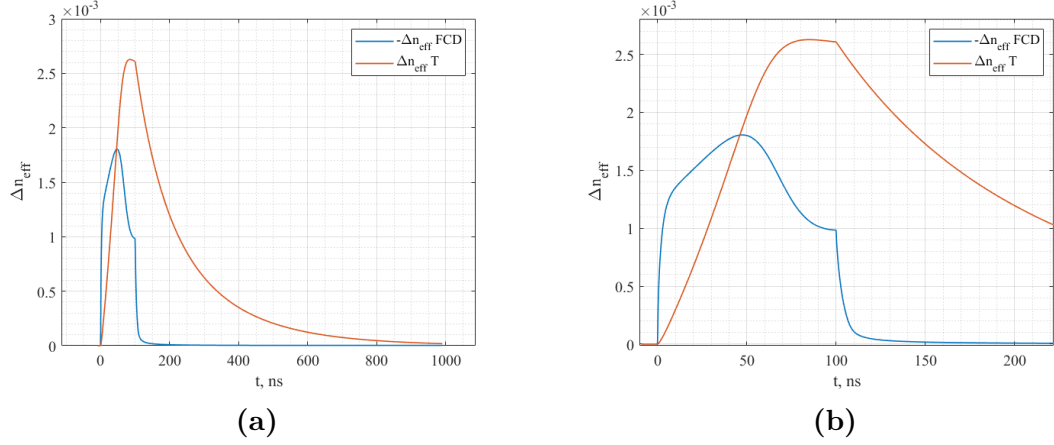 ×10⁻³
3
2.5
2
1.5
1
0.5
0
Δn_eff
0 200 400 600 800 1000
t, ns
-Δn_eff FCD
Δn_eff T
(a)
×10⁻³
2.5
2
1.5
1
0.5
0
Δn_eff
0 50 100 150 200
t, ns
-Δn_eff FCD
Δn_eff T
(b)